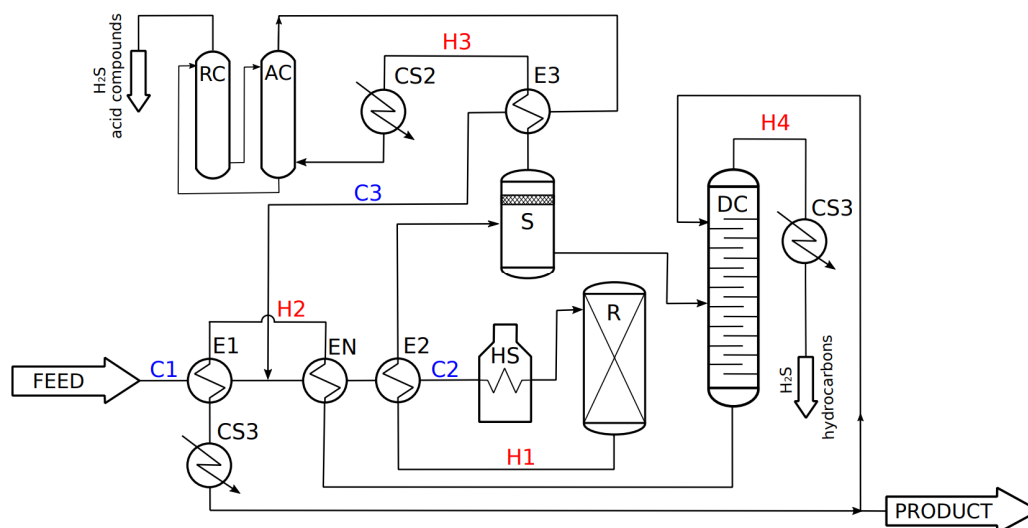 H3
H₂S
acid compounds
RC
AC
CS2
E3
H4
C3
S
DC
CS3
H2
R
E1
EN
E2
HS
FEED
C1
C2
H₂S
hydrocarbons
CS3
H1
PRODUCT